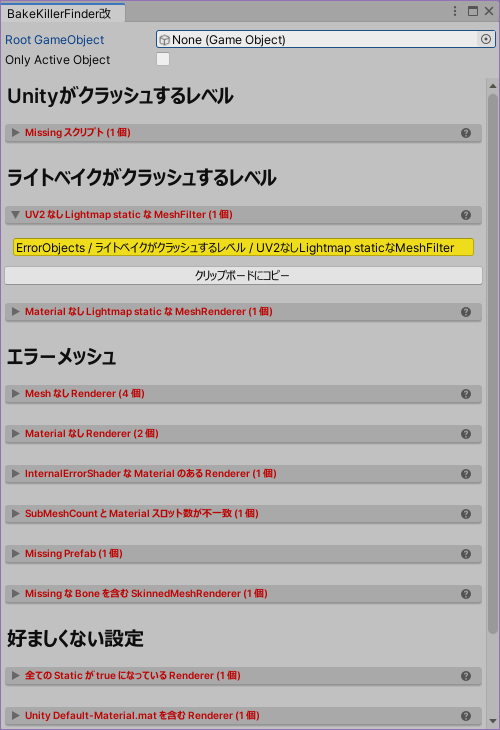 BakeKillerFinder改
Root GameObject
None (Game Object)
Only Active Object
Unityがクラッシュするレベル
Missing スクリプト (1 個)
ライトベイクがクラッシュするレベル
UV2 なし Lightmap static な MeshFilter (1 個)
ErrorObjects / ライトベイクがクラッシュするレベル / UV2なしLightmap staticなMeshFilter
クリップボードにコピー
Material なし Lightmap static な MeshRenderer (1 個)
エラーメッシュ
Mesh なし Renderer (4 個)
Material なし Renderer (2 個)
InternalErrorShader な Material のある Renderer (1 個)
SubMeshCount と Material スロット数が不一致 (1 個)
Missing Prefab (1 個)
Missing な Bone を含む SkinnedMeshRenderer (1 個)
好ましくない設定
全ての Static が true になっている Renderer (1 個)
Unity Default-Material.mat を含む Renderer (1 個)